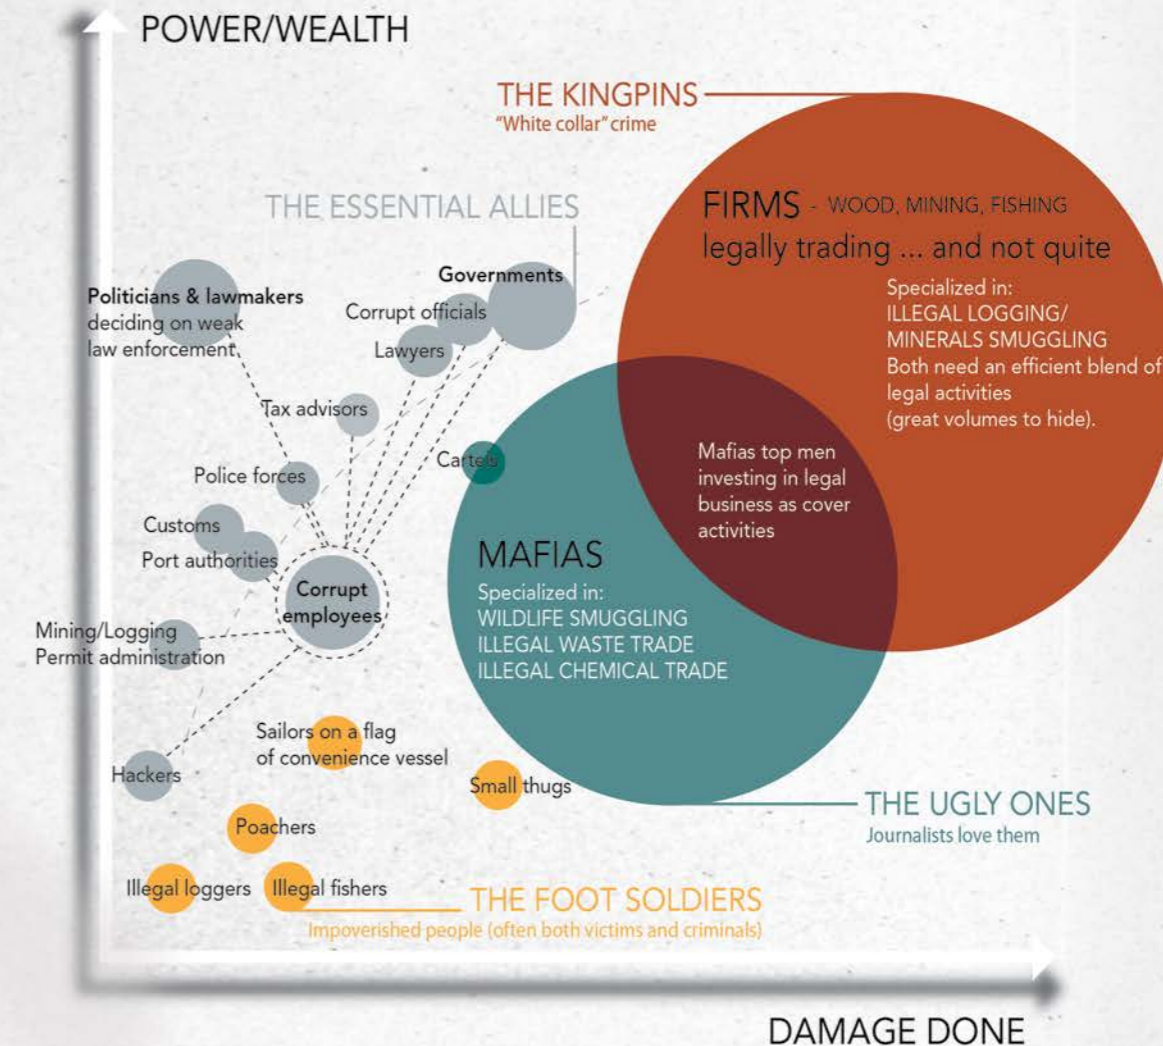 POWER/WEALTH
THE KINGPINS
"White collar" crime
THE ESSENTIAL ALLIES
FIRMS - WOOD, MINING, FISHING
legally trading ... and not quite
Specialized in:
ILLEGAL LOGGING/
MINERALS SMUGGLING
Both need an efficient blend of
legal activities
(great volumes to hide).
Governments
Politicians & lawmakers
deciding on weak
law enforcement
Corrupt officials
Lawyers
Tax advisors
Cartels
Police forces
Customs
Port authorities
Mafias top men
investing in legal
business as cover
activities
MAFIAS
Specialized in:
WILDLIFE SMUGGLING
ILLEGAL WASTE TRADE
ILLEGAL CHEMICAL TRADE
Corrupt
employees
Mining/Logging
Permit administration
Sailors on a flag
of convenience vessel
Hackers
Small thugs
THE UGLY ONES
Journalists love them
Poachers
Illegal loggers
Illegal fishers
THE FOOT SOLDIERS
Impoverished people (often both victims and criminals)
DAMAGE DONE